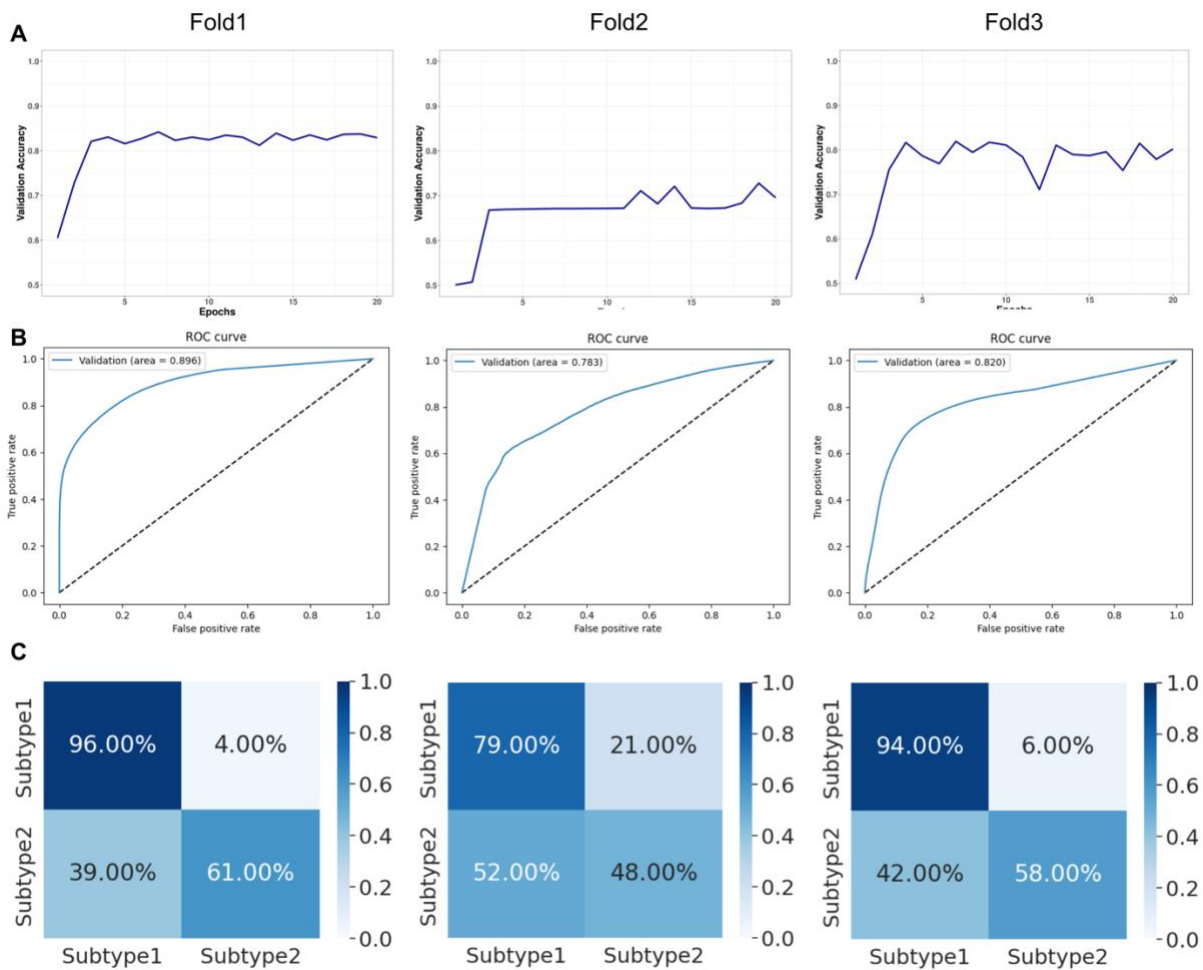 Fold1 Fold2 Fold3
A
1.0 1.0 1.0
0.9 0.9 0.9
0.8 0.8 0.8
0.7 0.7 0.7
0.6 0.6 0.6
0.5 0.5 0.5
Validation Accuracy Validation Accuracy Validation Accuracy
5 10 15 20 5 10 15 20 5 10 15 20
Epochs
B
ROC curve ROC curve ROC curve
Validation (area = 0.896) Validation (area = 0.783) Validation (area = 0.820)
1.0 1.0 1.0
0.8 0.8 0.8
0.6 0.6 0.6
0.4 0.4 0.4
0.2 0.2 0.2
0.0 0.0 0.0
True positive rate True positive rate True positive rate
0.0 0.2 0.4 0.6 0.8 1.0 0.0 0.2 0.4 0.6 0.8 1.0 0.0 0.2 0.4 0.6 0.8 1.0
False positive rate False positive rate False positive rate
C
Subtype1 96.00% 4.00% Subtype1 79.00% 21.00% Subtype1 94.00% 6.00%
Subtype2 39.00% 61.00% Subtype2 52.00% 48.00% Subtype2 42.00% 58.00%
Subtype1 Subtype2 Subtype1 Subtype2 Subtype1 Subtype2
1.0 1.0 1.0
0.8 0.8 0.8
0.6 0.6 0.6
0.4 0.4 0.4
0.2 0.2 0.2
0.0 0.0 0.0